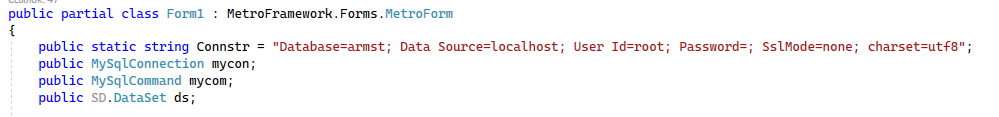 Ссылок: 47
public partial class Form1 : MetroFramework.Forms.MetroForm
{
public static string Connstr = "Database=armst; Data Source=localhost; User Id=root; Password=; SslMode=none; charset=utf8";
public MySqlConnection mycon;
public MySqlCommand mycom;
public SD.DataSet ds;